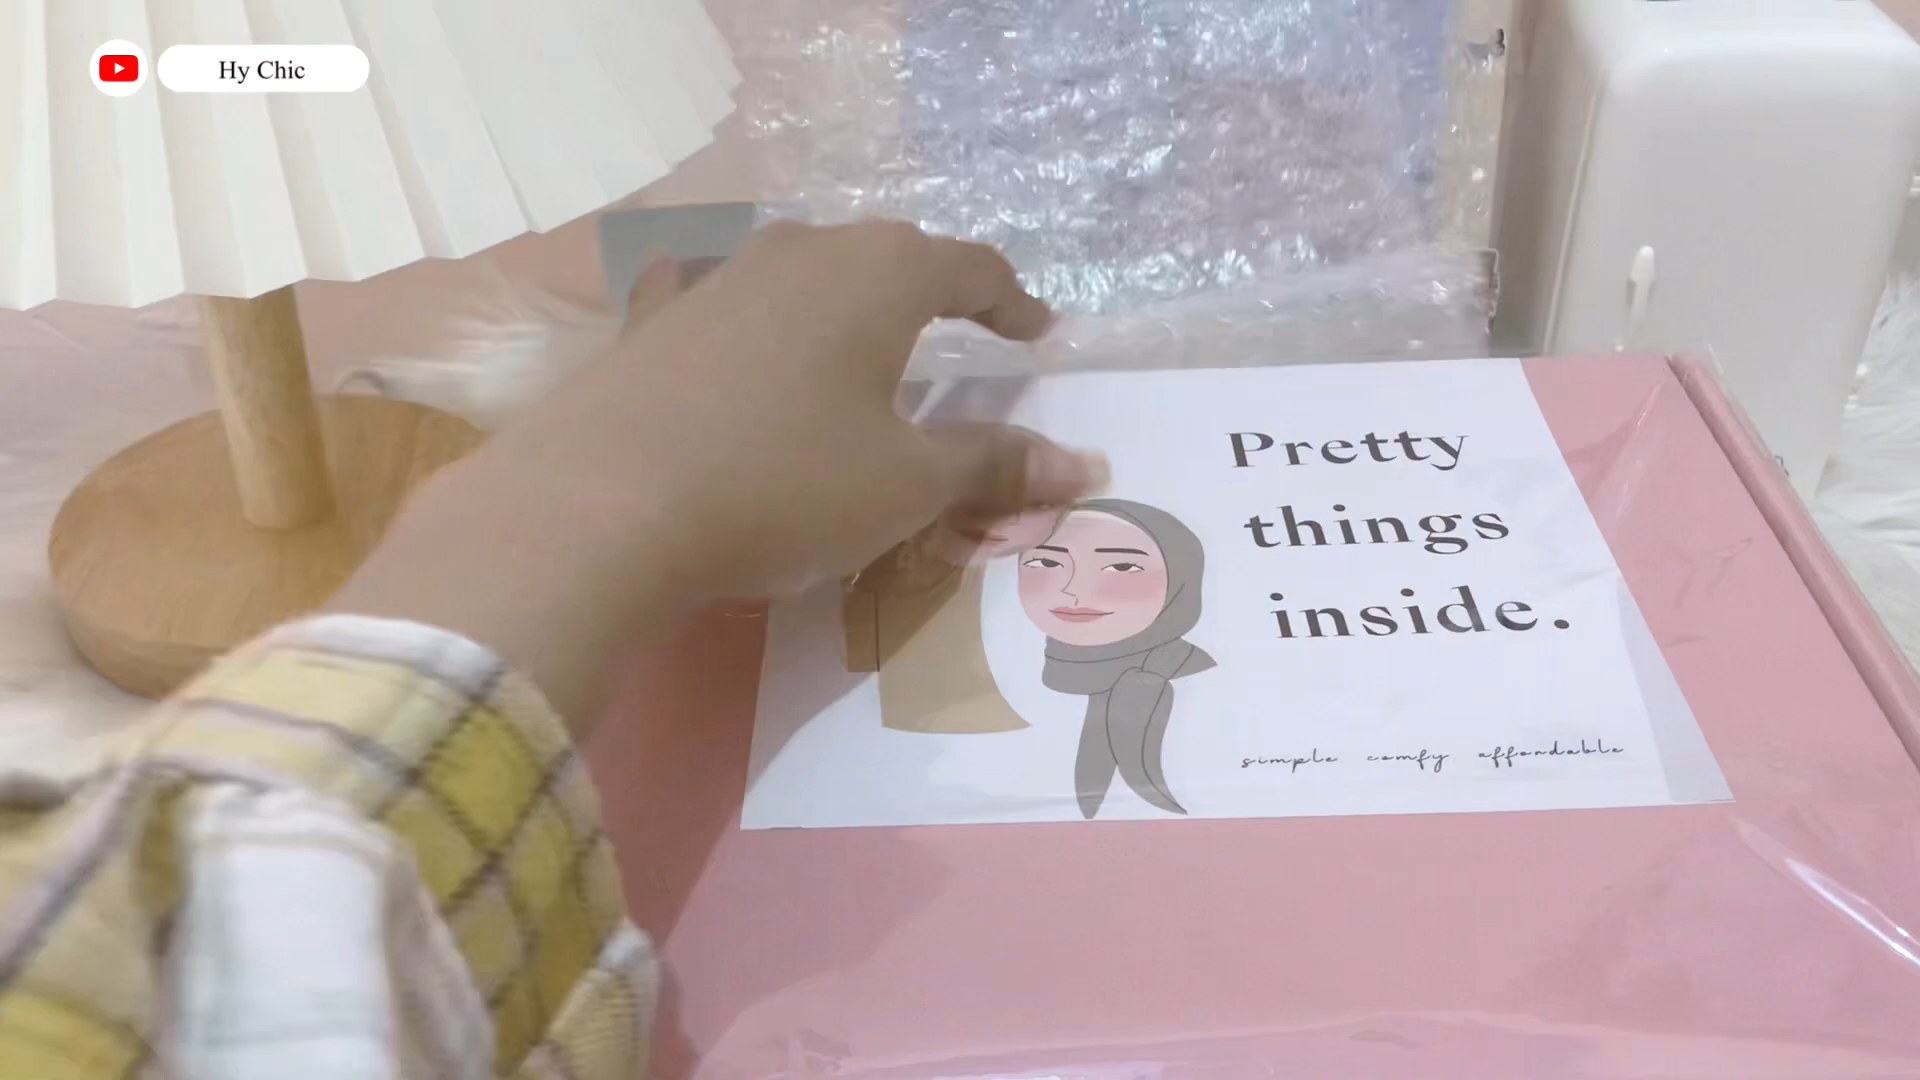 Hy Chic
Pretty
things
inside.
simple comfy affordable